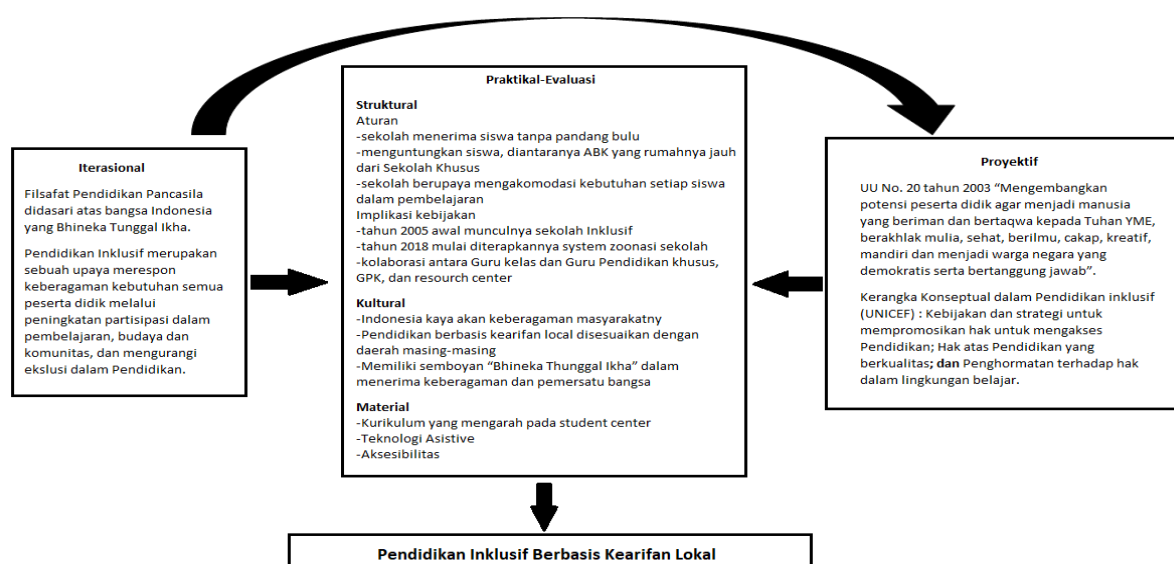 Iterasional
Filsafat Pendidikan Pancasila
didasari atas bangsa Indonesia
yang Bhineka Tunggal Ikha.
Pendidikan Inklusif merupakan
sebuah upaya merespon
keberagaman kebutuhan semua
peserta didik melalui
peningkatan partisipasi dalam
pembelajaran, budaya dan
komunitas, dan mengurangi
ekslusi dalam Pendidikan.
Praktikal-Evaluasi
Struktural
Aturan
-sekolah menerima siswa tanpa pandang bulu
-menguntungkan siswa, diantaranya ABK yang rumahnya jauh
dari Sekolah Khusus
-sekolah berupaya mengakomodasi kebutuhan setiap siswa
dalam pembelajaran
Implikasi kebijakan
-tahun 2005 awal munculnya sekolah Inklusif
-tahun 2018 mulai diterapkannya system zoonasi sekolah
-kolaborasi antara Guru kelas dan Guru Pendidikan khusus,
GPK, dan resourch center
Kultural
-Indonesia kaya akan keberagaman masyarakatny
-Pendidikan berbasis kearifan local disesuaikan dengan
daerah masing-masing
-Memiliki semboyan “Bhineka Thunggal Ikha” dalam
menerima keberagaman dan pemersatu bangsa
Material
-Kurikulum yang mengarah pada student center
-Teknologi Asistive
-Aksesibilitas
Proyektif
UU No. 20 tahun 2003 “Mengembangkan
potensi peserta didik agar menjadi manusia
yang beriman dan bertaqwa kepada Tuhan YME,
berakhlak mulia, sehat, berilmu, cakap, kreatif,
mandiri dan menjadi warga negara yang
demokratis serta bertanggung jawab”.
Kerangka Konseptual dalam Pendidikan inklusif
(UNICEF) : Kebijakan dan strategi untuk
mempromosikan hak untuk mengakses
Pendidikan; Hak atas Pendidikan yang
berkualitas; dan Penghormatan terhadap hak
dalam lingkungan belajar.
Pendidikan Inklusif Berbasis Kearifan Lokal